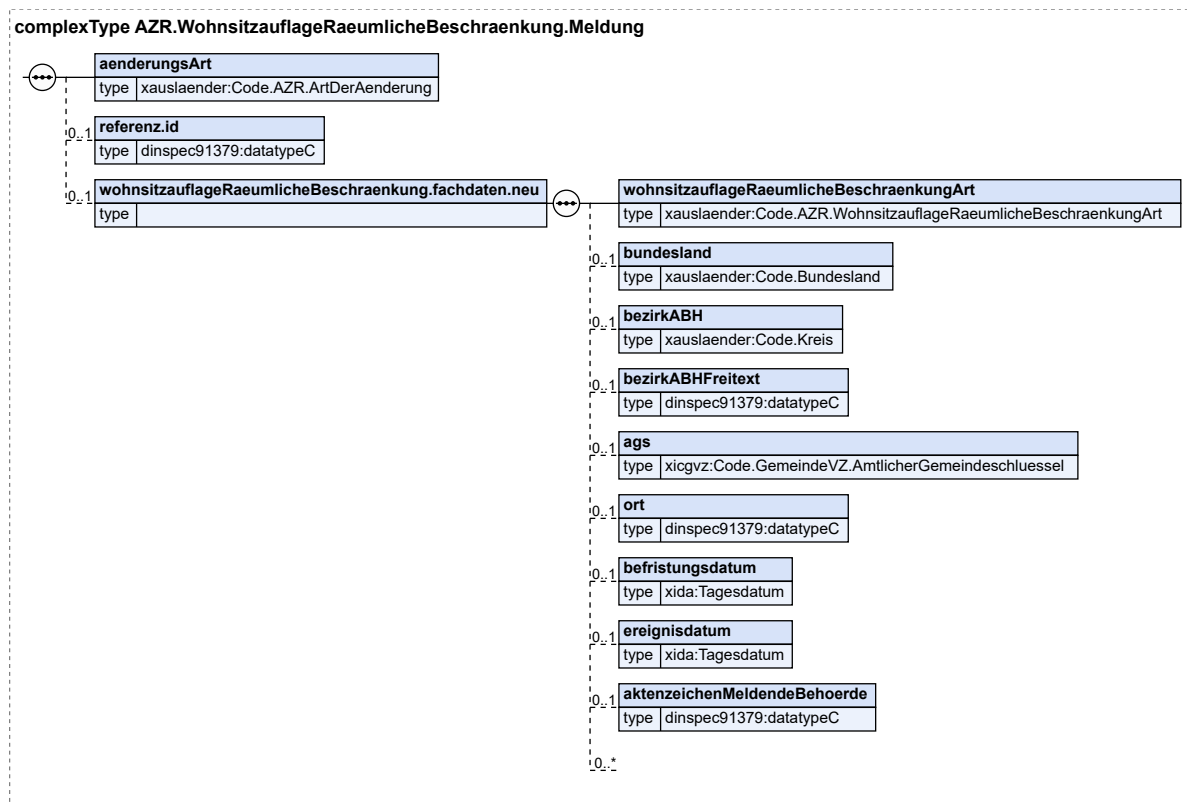 complexType AZR.WohnsitzauflageRaeumlicheBeschraenkung.Meldung
aenderungsArt
type xauslaender:Code.AZR.ArtDerAenderung
0..1
referenz.id
type dinspec91379:datatypeC
0..1
wohnsitzauflageRaeumlicheBeschraenkung.fachdaten.neu
type
wohnsitzauflageRaeumlicheBeschraenkungArt
type xauslaender:Code.AZR.WohnsitzauflageRaeumlicheBeschraenkungArt
0..1
bundesland
type xauslaender:Code.Bundesland
0..1
bezirkABH
type xauslaender:Code.Kreis
0..1
bezirkABHFreitext
type dinspec91379:datatypeC
0..1
ags
type xicgvz:Code.GemeindeVZ.AmtlicherGemeindeschluessel
0..1
ort
type dinspec91379:datatypeC
0..1
befristungsdatum
type xida:Tagesdatum
0..1
ereignisdatum
type xida:Tagesdatum
0..1
aktenzeichenMeldendeBehoerde
type dinspec91379:datatypeC
0..*